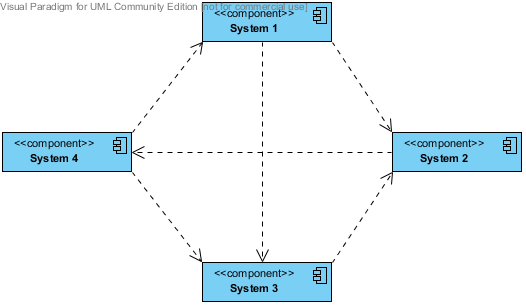 Visual Paradigm for UML Community Edition [not for commercial use]
<<component>>
System 1
<<component>>
System 4
<<component>>
System 2
<<component>>
System 3